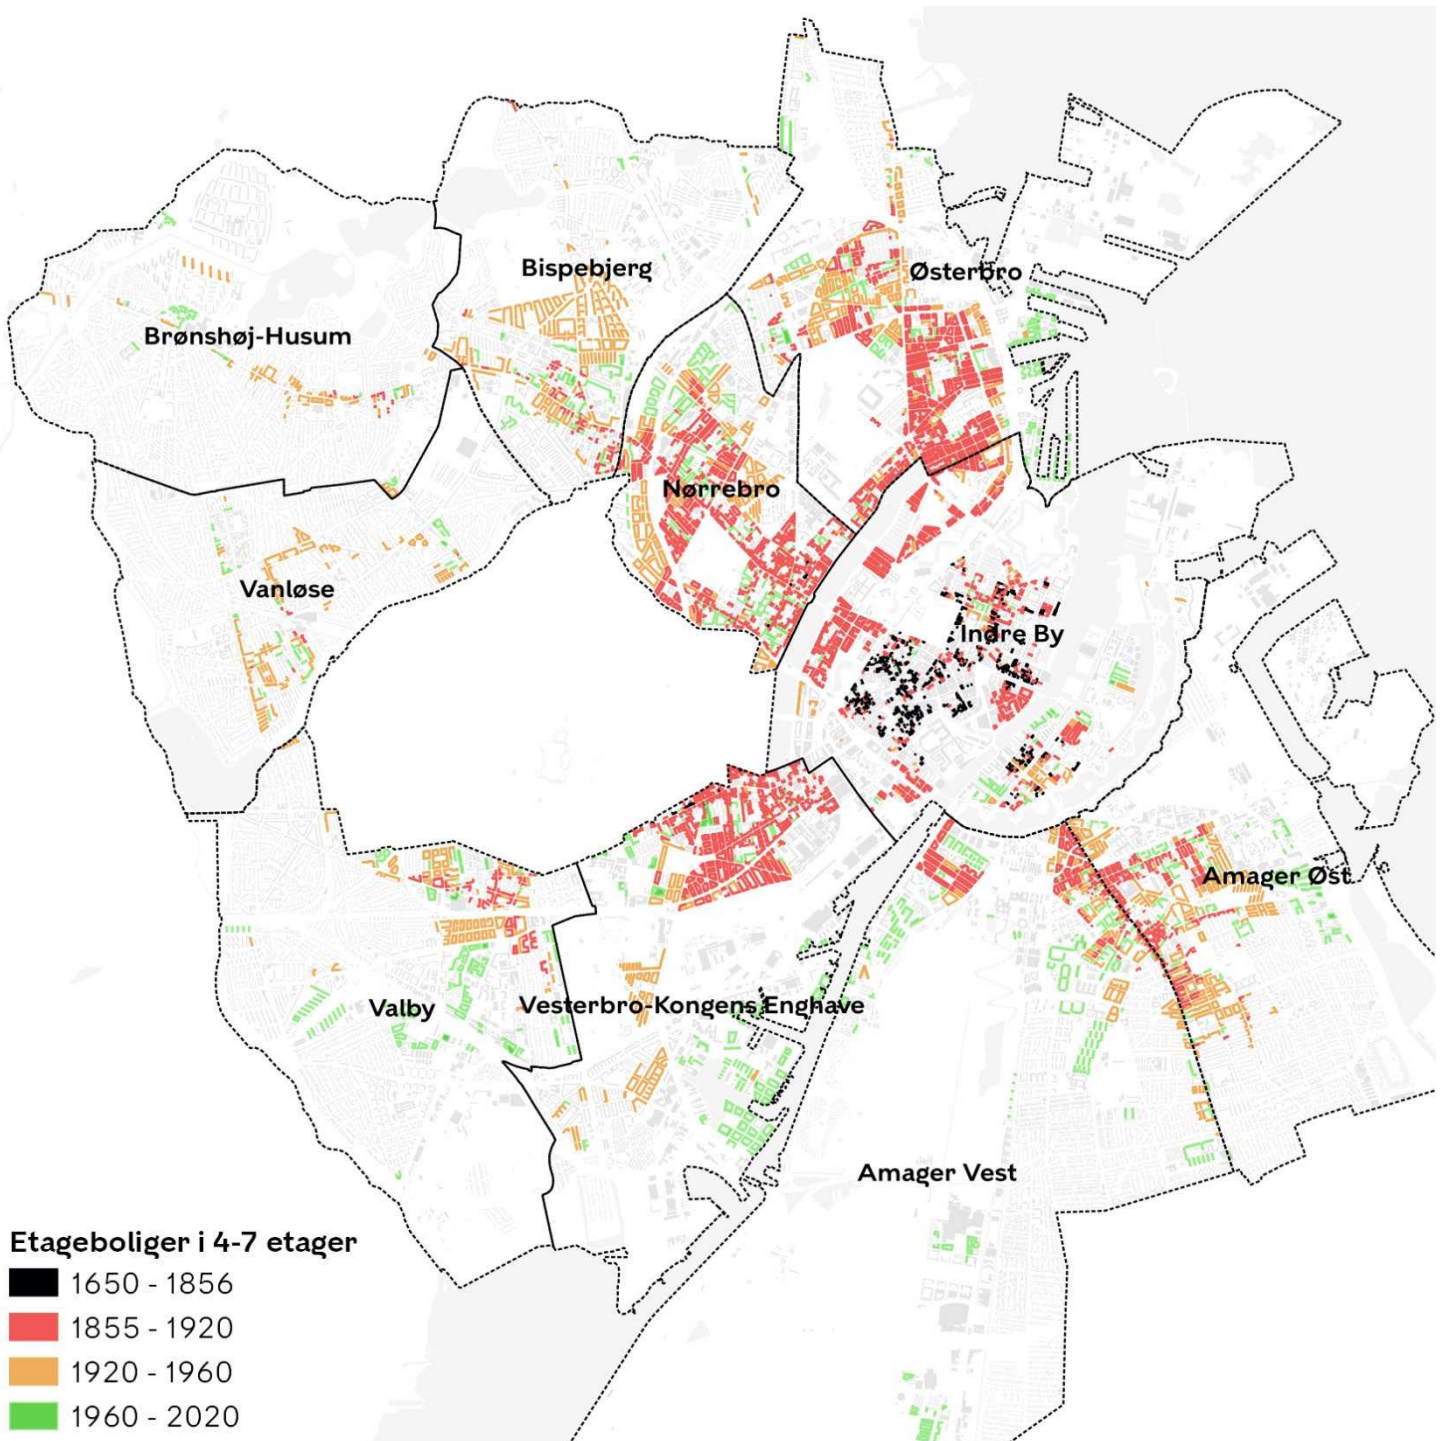 Bispebjerg
Østerbro
Brønshøj-Husum
Nørrebro
Vanløse
Indre By
Amager Øst
Valby
Vesterbro-Kongens Enghave
Amager Vest
Etageboliger i 4-7 etager
1650 - 1856
1855 - 1920
1920 - 1960
1960 - 2020